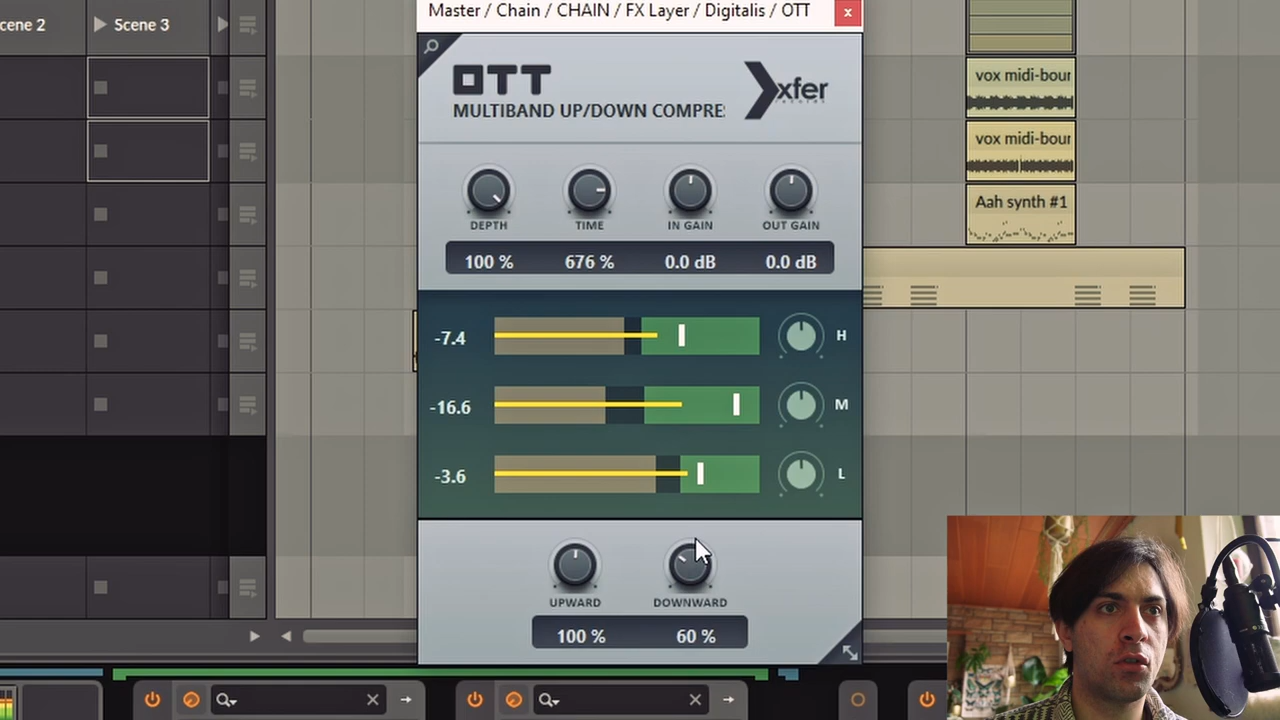 Master / Chain / CHAIN / FX Layer / Digitalis / OTT
x
cene 2
Scene 3
OTT
xfer
records
MULTIBAND UP/DOWN COMPRE
DEPTH TIME IN GAIN OUT GAIN
100 % 676 % 0.0 dB 0.0 dB
-7.4 H
-16.6 M
-3.6 L
UPWARD DOWNWARD
100 % 60 %
vox midi-bour
vox midi-bour
Aah synth #1